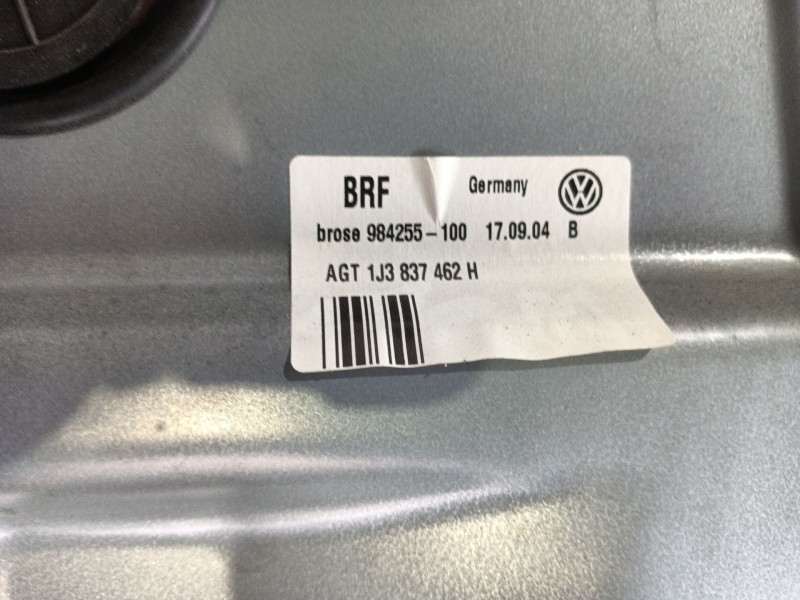 BRF Germany
brose 984255-100 17.09.04 B
AGT 1J3 837 462 H